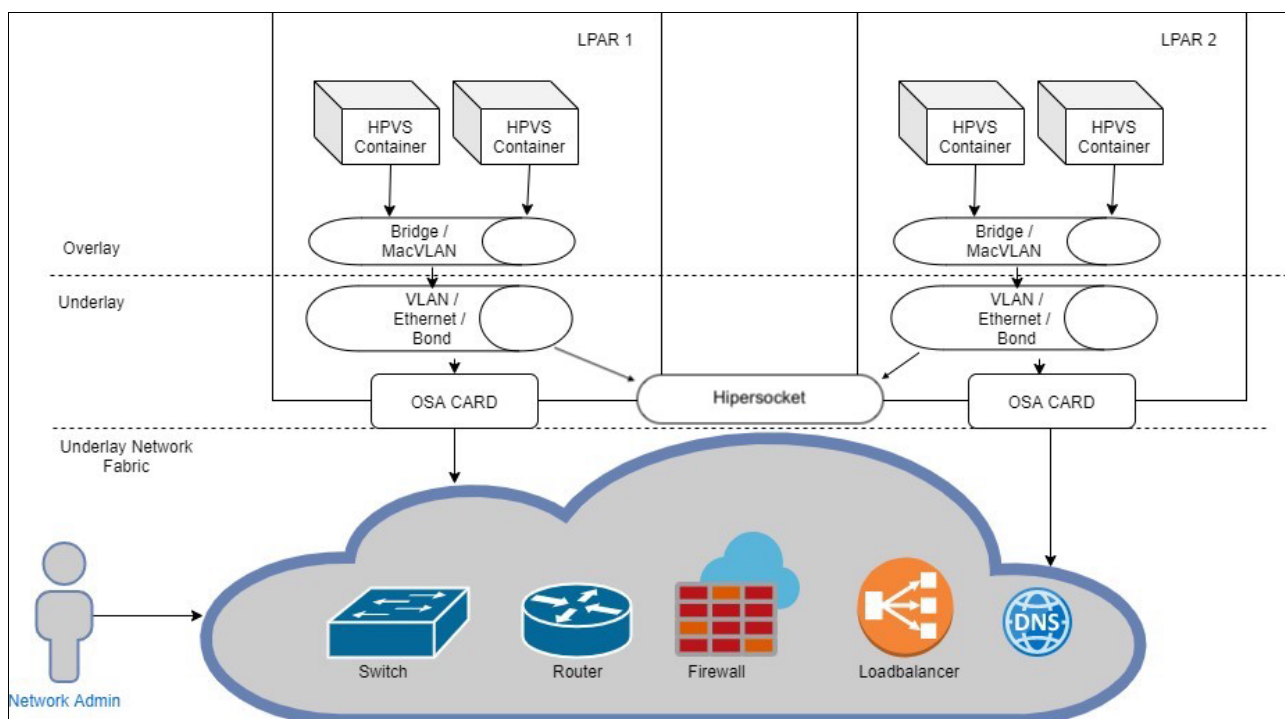 LPAR 1
LPAR 2
HPVS
Container
HPVS
Container
HPVS
Container
HPVS
Container
Bridge /
MacVLAN
Bridge /
MacVLAN
Overlay
Underlay
VLAN /
Ethernet /
Bond
VLAN /
Ethernet /
Bond
OSA CARD
Hipersocket
OSA CARD
Underlay Network
Fabric
DNS
Switch
Router
Firewall
Loadbalancer
Network Admin